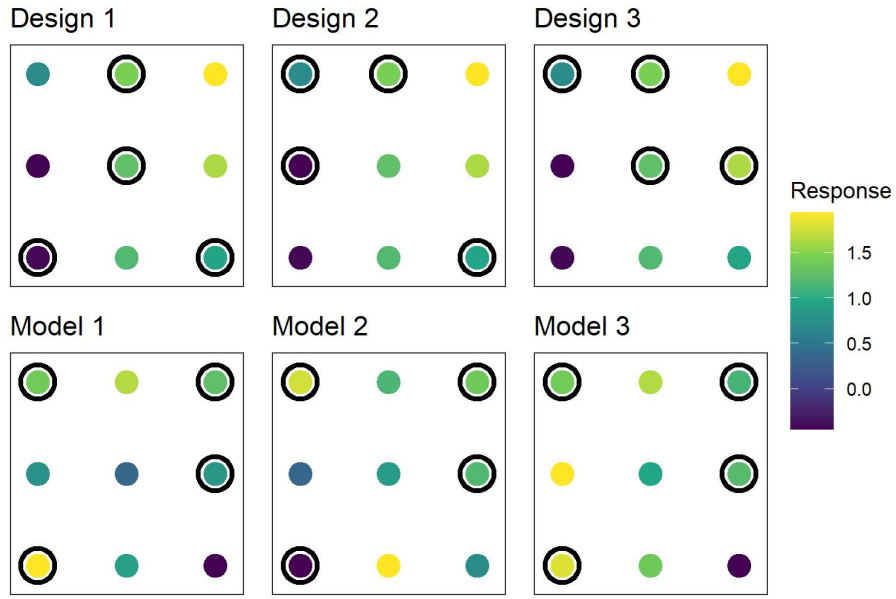 Design 1
Design 2
Design 3
Response
1.5
1.0
0.5
0.0
Model 1
Model 2
Model 3